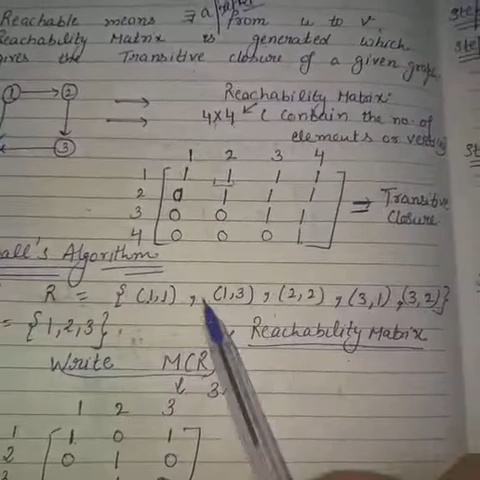 Reachable means ∃ a path from u to v.
Reachability Matrix is generated which
gives the Transitive closure of a given graph.
1 → 2 → Reachability Matrix:
→ 4x4 ( contain the no. of
3 elements or
1 2 3 4
1 1 1 1 1
2 0 1 1 1 ⇒ Transitive
3 0 0 1 1 closure
4 0 0 0 1
all's Algorithm
R = {(1,1), (1,3), (2,2), (3,1), (3,2)}
= {1,2,3}. Reachability Matrix
Write M(R)
3
1 2 3
1 1 0 1
2 0 1 0